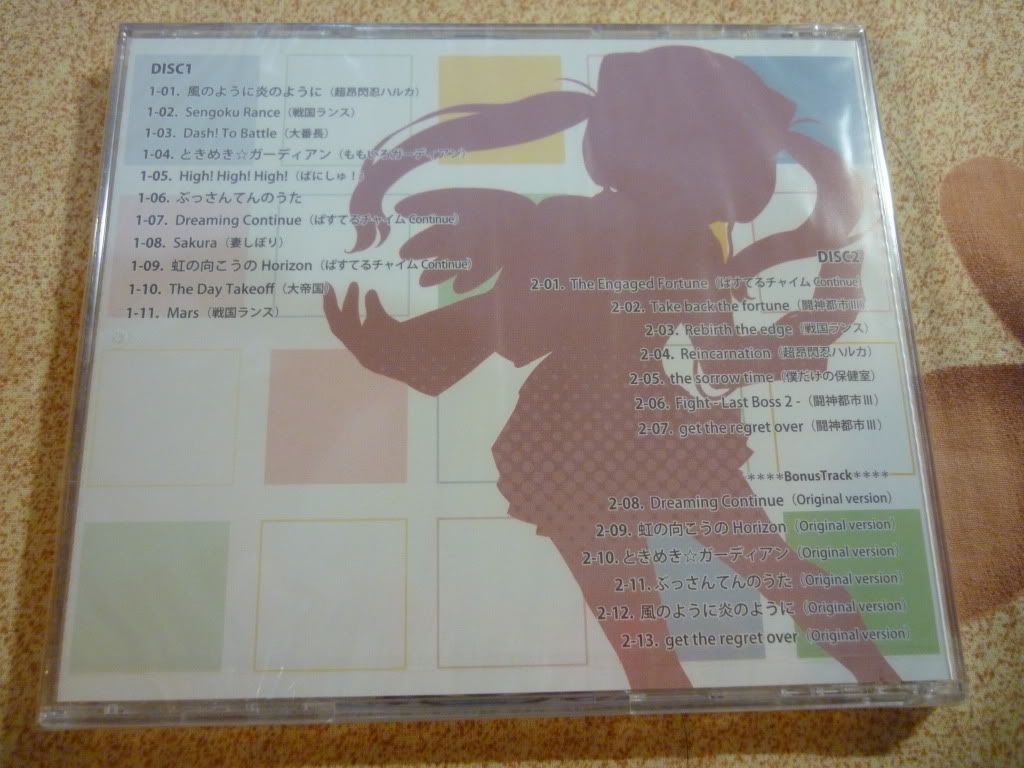 DISC1
1-01. 風のように炎のように（超昂閃忍ハルカ）
1-02. Sengoku Rance（戦国ランス）
1-03. Dash! To Battle（大番長）
1-04. ときめき☆ガーディアン（ももいろガーディアン）
1-05. High! High! High!（ぱにしゅ！）
1-06. ぶっさんてんのうた
1-07. Dreaming Continue（ぱすてるチャイム Continue）
1-08. Sakura（妻しぼり）
1-09. 虹の向こうの Horizon（ぱすてるチャイム Continue）
1-10. The Day Takeoff（大帝国）
1-11. Mars（戦国ランス）
DISC2
2-01. The Engaged Fortune（ぱすてるチャイム Continue）
2-02. Take back the fortune（闘神都市Ⅲ）
2-03. Rebirth the edge（戦国ランス）
2-04. Reincarnation（超昂閃忍ハルカ）
2-05. the sorrow time（僕だけの保健室）
2-06. Fight - Last Boss 2 -（闘神都市Ⅲ）
2-07. get the regret over（闘神都市Ⅲ）
****BonusTrack****
2-08. Dreaming Continue（Original version）
2-09. 虹の向こうの Horizon（Original version）
2-10. ときめき☆ガーディアン（Original version）
2-11. ぶっさんてんのうた（Original version）
2-12. 風のように炎のように（Original version）
2-13. get the regret over（Original version）